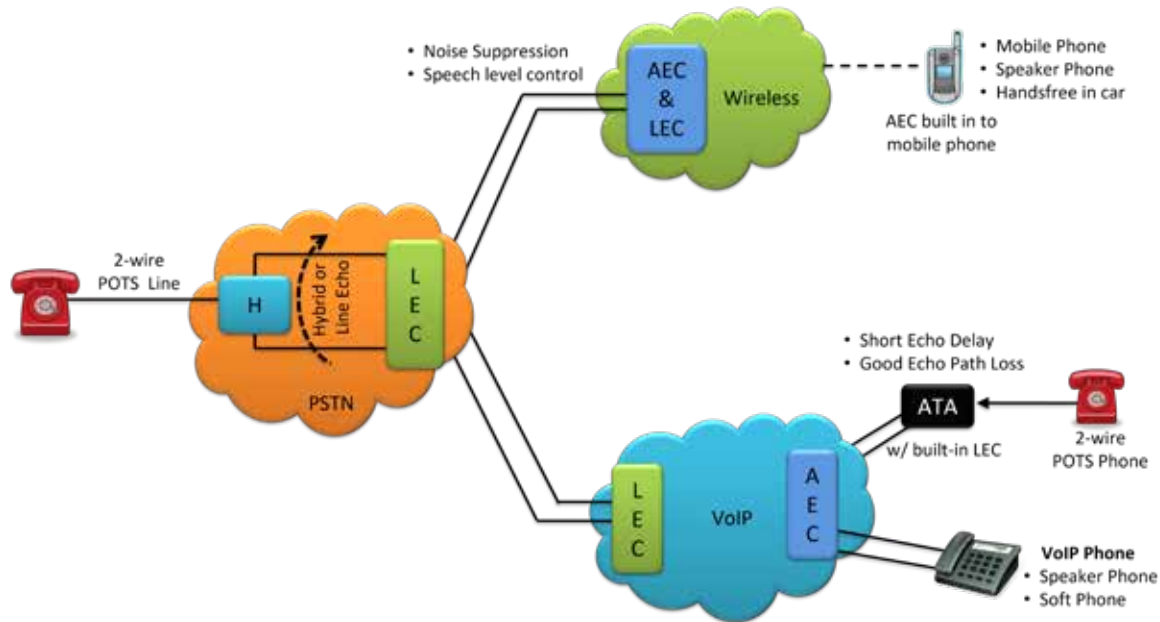 • Noise Suppression
• Speech level control
AEC
&
LEC
Wireless
• Mobile Phone
• Speaker Phone
• Handsfree in car
AEC built in to
mobile phone
2-wire
POTS Line
H
Hybrid or
Line Echo
L
E
C
PSTN
• Short Echo Delay
• Good Echo Path Loss
ATA
w/ built-in LEC
2-wire
POTS Phone
L
E
C
VoIP
A
E
C
VoIP Phone
• Speaker Phone
• Soft Phone